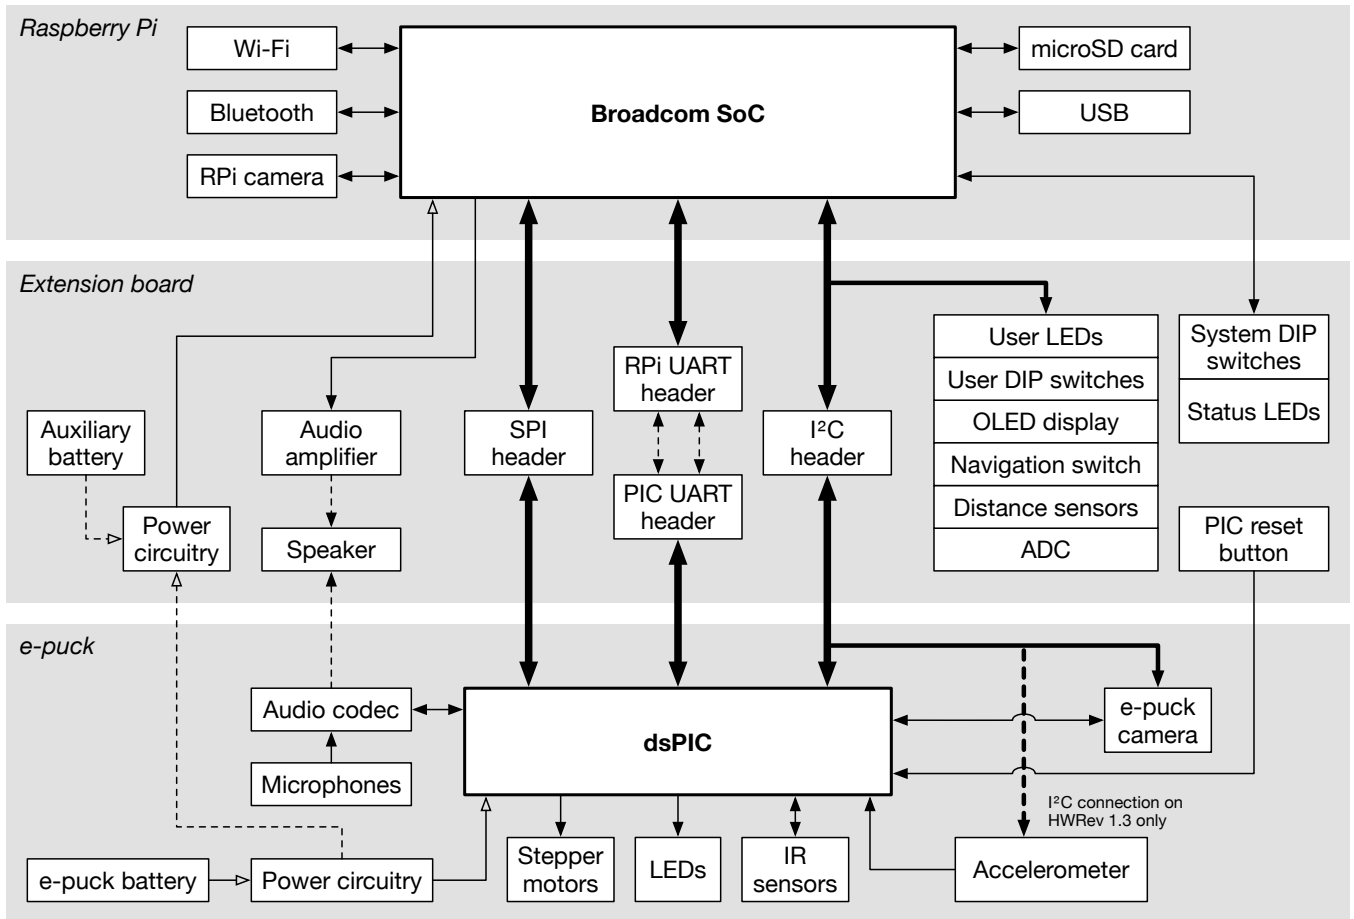 Raspberry Pi
Wi-Fi
Bluetooth
RPi camera
Broadcom SoC
microSD card
USB
Extension board
User LEDs
User DIP switches
OLED display
Navigation switch
Distance sensors
ADC
System DIP
switches
Status LEDs
RPi UART
header
Auxiliary
battery
Audio
amplifier
SPI
header
I²C
header
PIC UART
header
Power
circuitry
Speaker
PIC reset
button
e-puck
Audio codec
Microphones
dsPIC
e-puck
camera
I²C connection on
HWRev 1.3 only
e-puck battery
Power circuitry
Stepper
motors
LEDs
IR
sensors
Accelerometer